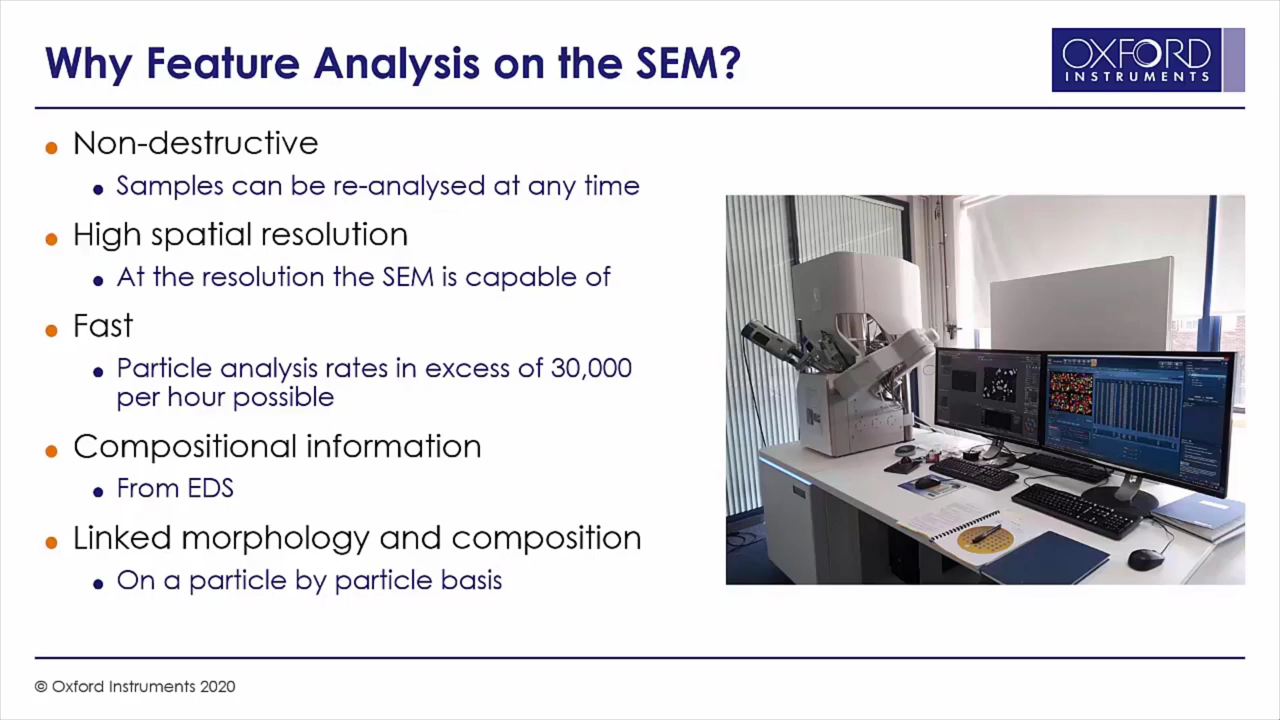 Why Feature Analysis on the SEM?
OXFORD
INSTRUMENTS
• Non-destructive
• Samples can be re-analysed at any time
• High spatial resolution
• At the resolution the SEM is capable of
• Fast
• Particle analysis rates in excess of 30,000
per hour possible
• Compositional information
• From EDS
• Linked morphology and composition
• On a particle by particle basis
© Oxford Instruments 2020